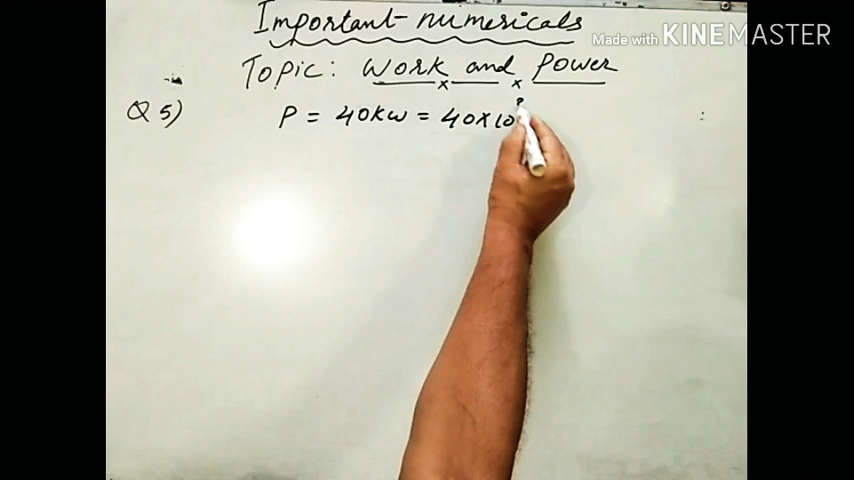 Important numericals
Made with KINEMASTER
Topic: Work and Power
Q 5) P = 40kw = 40x10